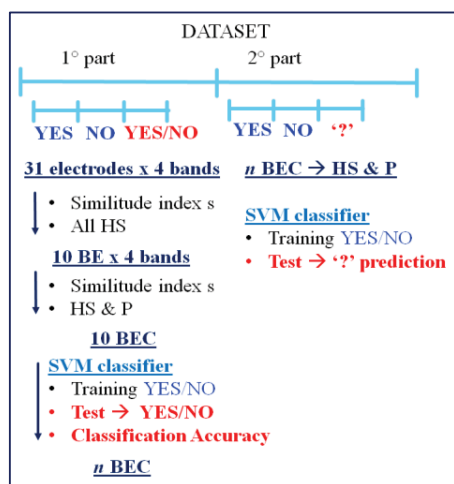 DATASET
1° part
2° part
YES NO YES/NO
YES NO '?'
31 electrodes x 4 bands
• Similitude index s
• All HS
10 BE x 4 bands
• Similitude index s
• HS & P
10 BEC
SVM classifier
• Training YES/NO
• Test → YES/NO
• Classification Accuracy
n BEC
n BEC → HS & P
SVM classifier
• Training YES/NO
• Test → '?' prediction